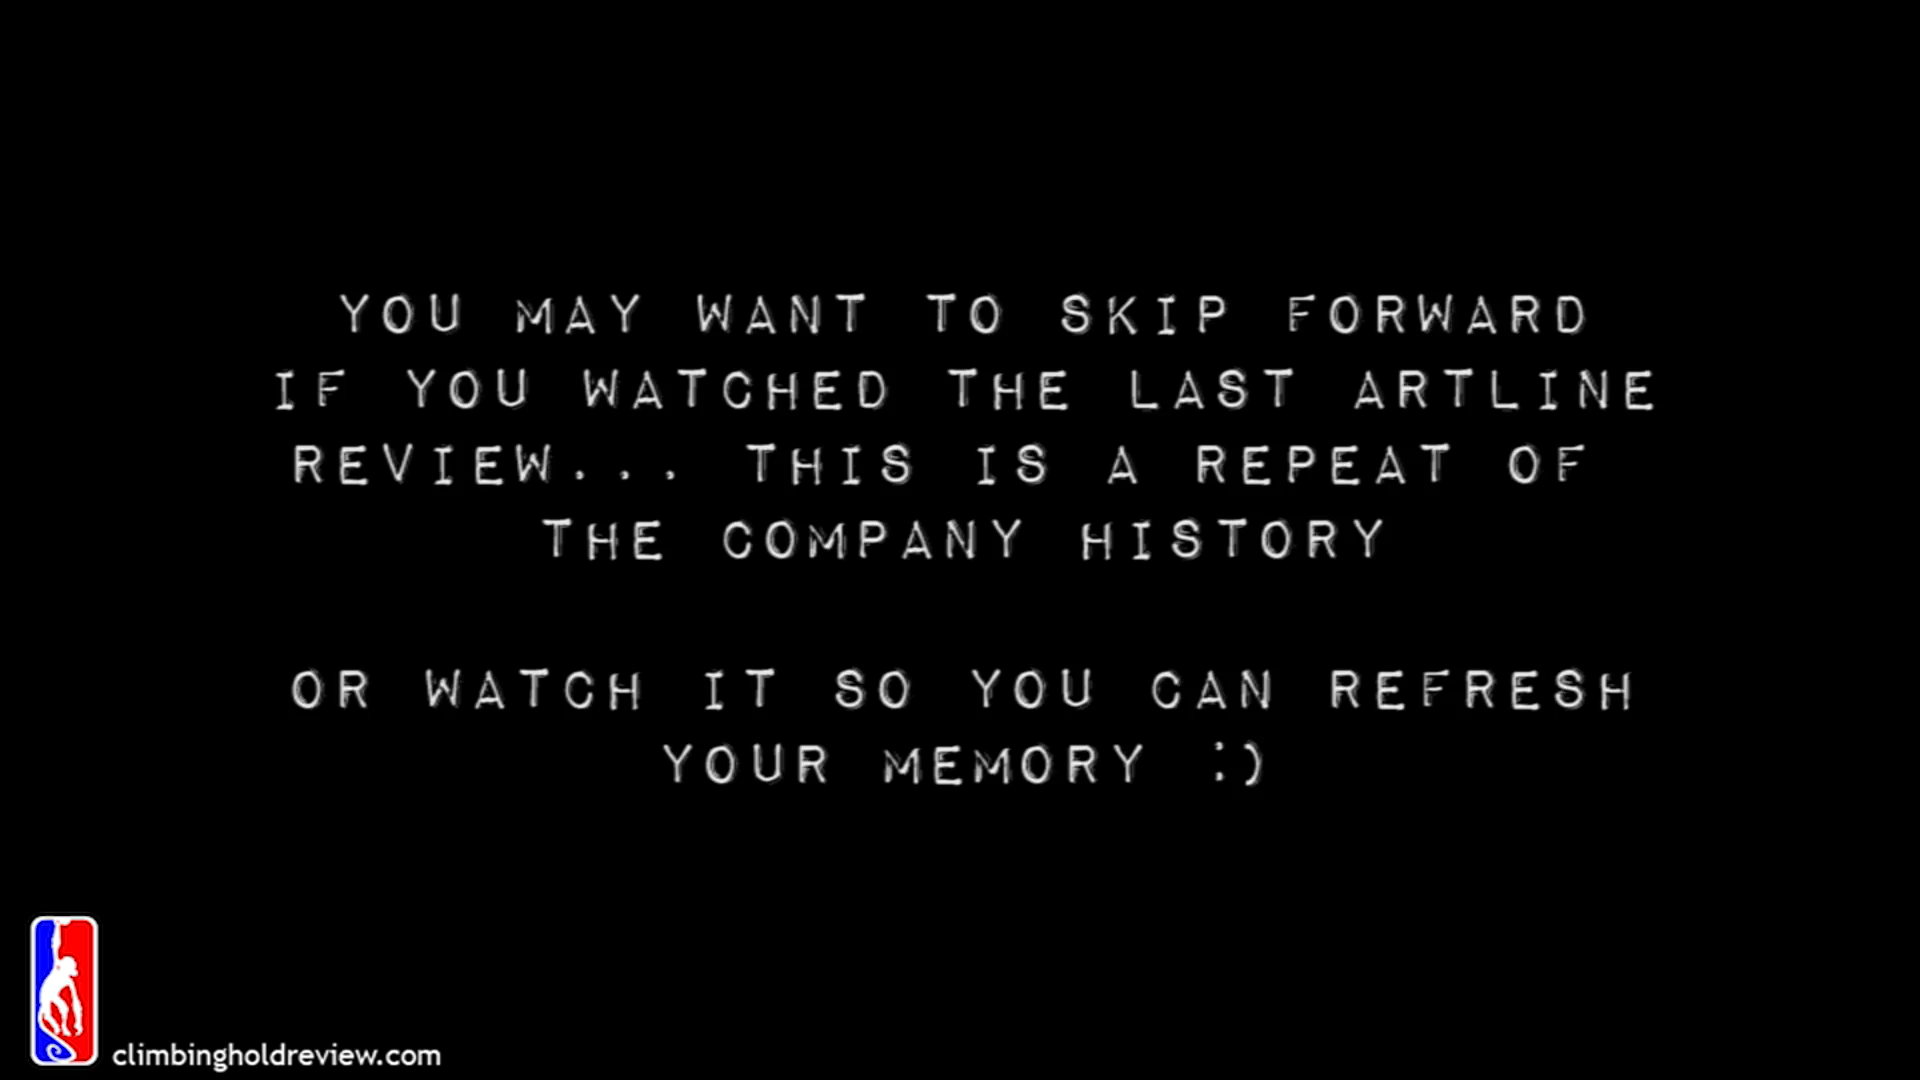 YOU MAY WANT TO SKIP FORWARD
IF YOU WATCHED THE LAST ARTLINE
REVIEW... THIS IS A REPEAT OF
THE COMPANY HISTORY
OR WATCH IT SO YOU CAN REFRESH
YOUR MEMORY :)
climbingholdreview.com